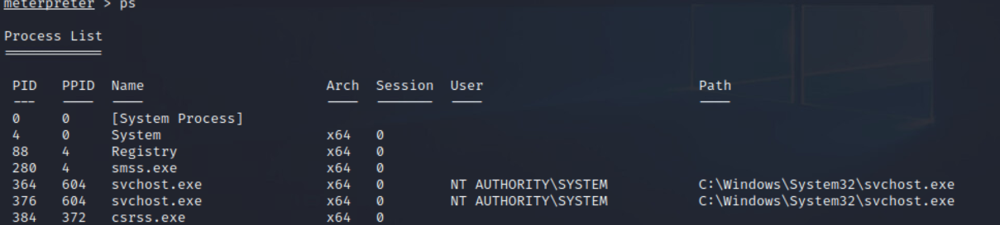 meterpreter > ps
Process List
PID PPID Name Arch Session User Path
--- ---- ---- ---- ------- ---- ----
0 0 [System Process]
4 0 System x64 0
88 4 Registry x64 0
280 4 smss.exe x64 0
364 604 svchost.exe x64 0 NT AUTHORITY\SYSTEM C:\Windows\System32\svchost.exe
376 604 svchost.exe x64 0 NT AUTHORITY\SYSTEM C:\Windows\System32\svchost.exe
384 372 csrss.exe x64 0